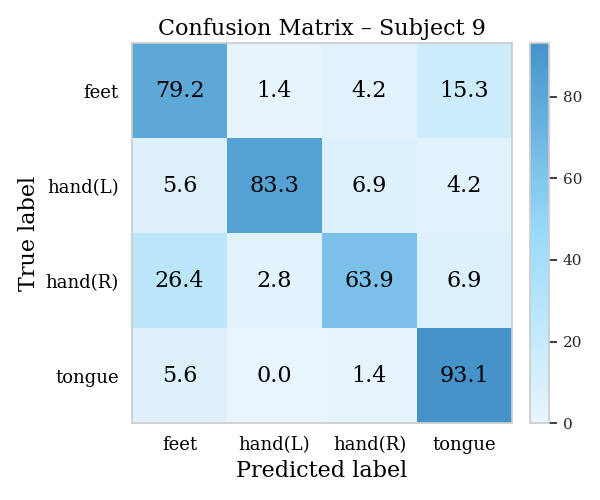 Confusion Matrix – Subject 9
feet 79.2 1.4 4.2 15.3
hand(L) 5.6 83.3 6.9 4.2
hand(R) 26.4 2.8 63.9 6.9
tongue 5.6 0.0 1.4 93.1
feet hand(L) hand(R) tongue
Predicted label
True label
80
60
40
20
0